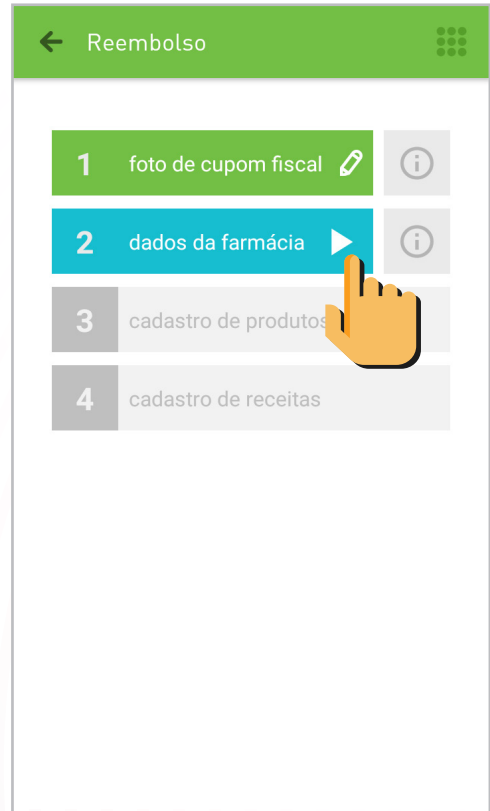 Reembolso
1 foto de cupom fiscal
2 dados da farmácia
3 cadastro de produtos
4 cadastro de receitas